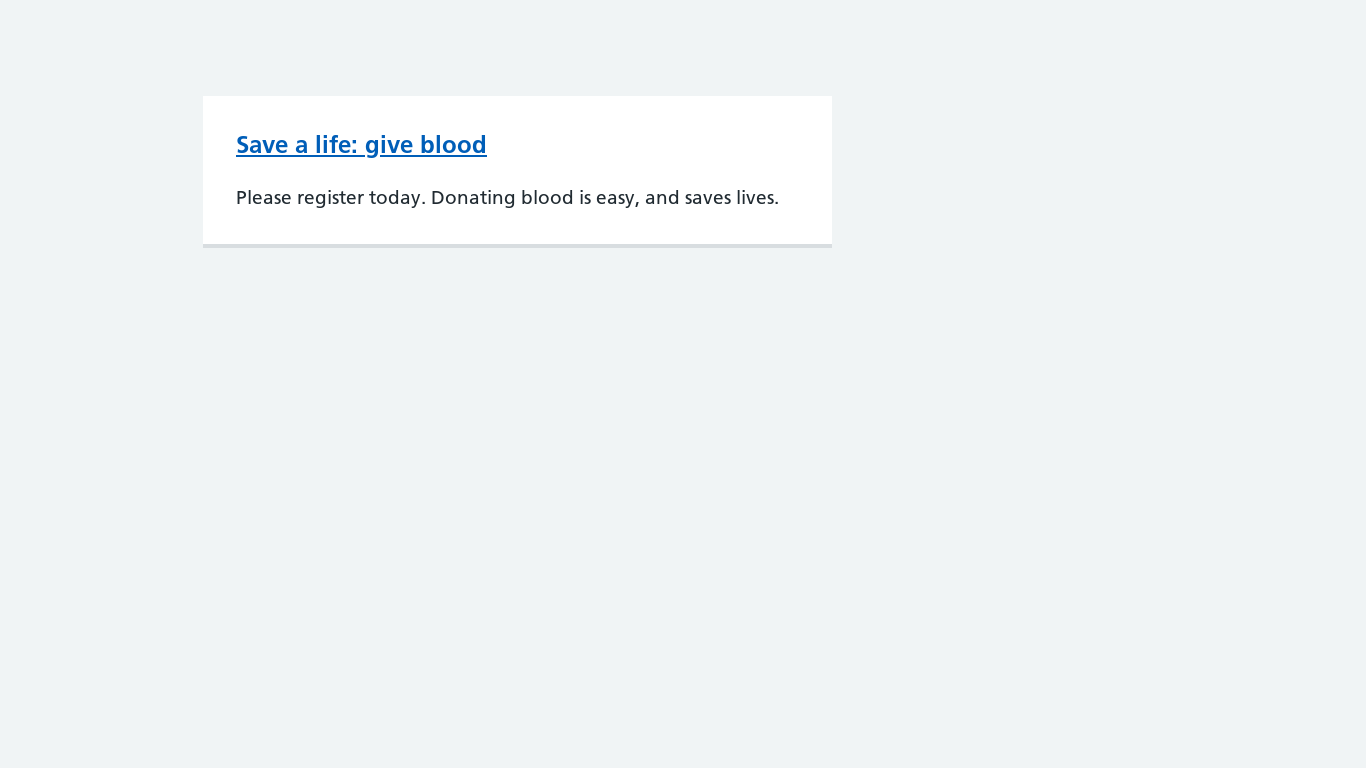 Save a life: give blood
Please register today. Donating blood is easy, and saves lives.